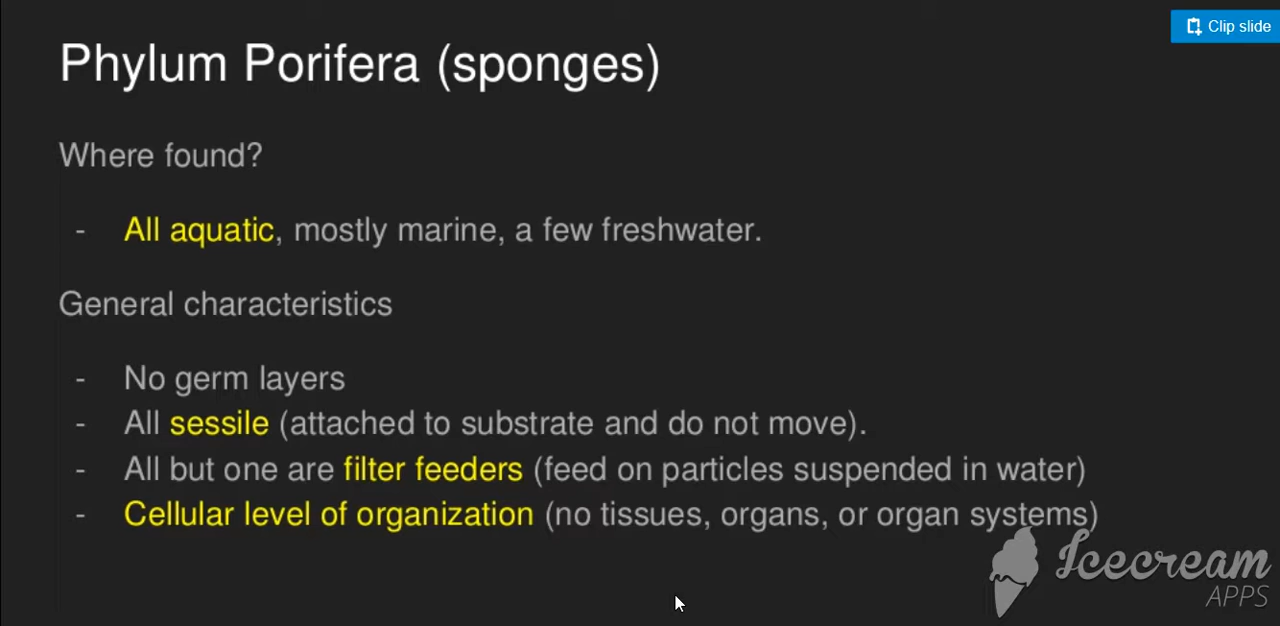 Clip slide
Phylum Porifera (sponges)
Where found?
- All aquatic, mostly marine, a few freshwater.
General characteristics
- No germ layers
- All sessile (attached to substrate and do not move).
- All but one are filter feeders (feed on particles suspended in water)
- Cellular level of organization (no tissues, organs, or organ systems)
Icecream
APPS